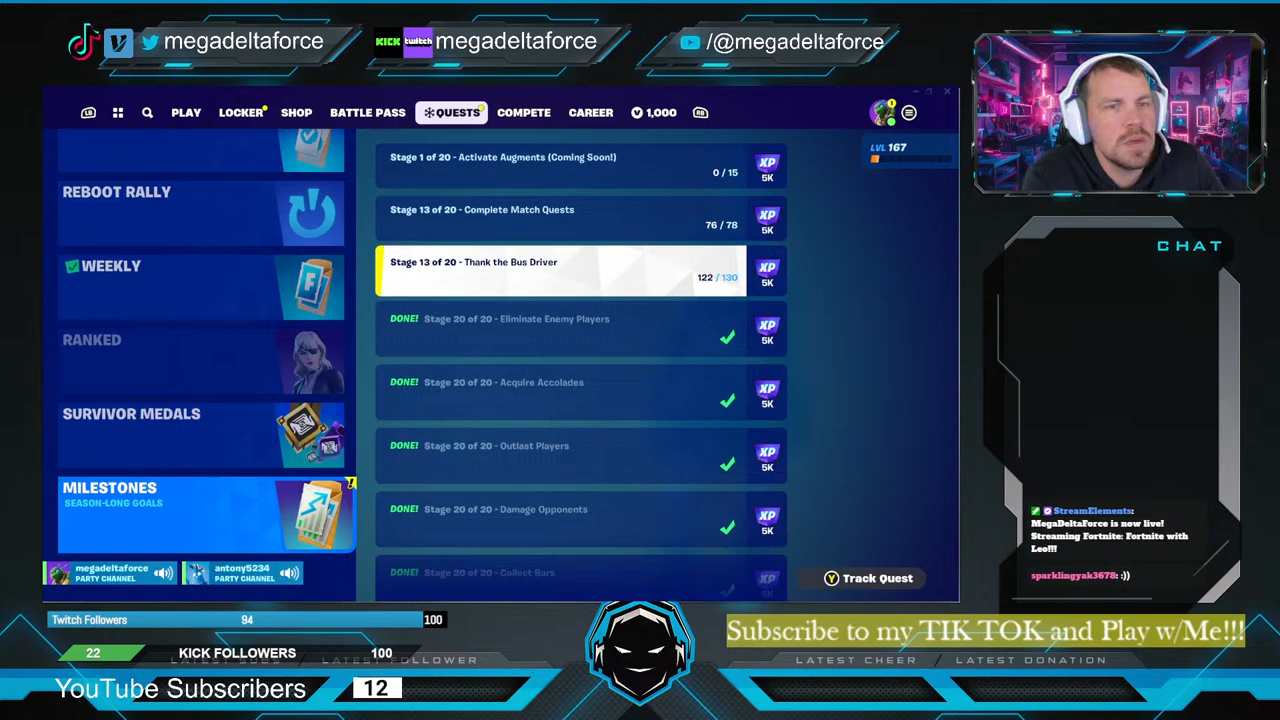 megadeltaforce
KICK twitch megadeltaforce
/@megadeltaforce
LB
PLAY
LOCKER
SHOP
BATTLE PASS
QUESTS
COMPETE
CAREER
1,000
RB
LVL 167
REBOOT RALLY
WEEKLY
RANKED
SURVIVOR MEDALS
MILESTONES
SEASON-LONG GOALS
Stage 1 of 20 - Activate Augments (Coming Soon!)
0 / 15
XP
5K
Stage 13 of 20 - Complete Match Quests
76 / 78
XP
5K
Stage 13 of 20 - Thank the Bus Driver
122 / 130
XP
5K
DONE! Stage 20 of 20 - Eliminate Enemy Players
XP
5K
DONE! Stage 20 of 20 - Acquire Accolades
XP
5K
DONE! Stage 20 of 20 - Outlast Players
XP
5K
DONE! Stage 20 of 20 - Damage Opponents
XP
5K
DONE! Stage 20 of 20 - Collect Bars
XP
5K
Y Track Quest
megadeltaforce
PARTY CHANNEL
antony5234
PARTY CHANNEL
CHAT
StreamElements:
MegaDeltaForce is now live!
Streaming Fortnite: Fortnite with
Leo!!!
sparklingyak3678: :))
Twitch Followers 94 100
22 KICK FOLLOWERS 100
LATEST SUBS
LATEST FOLLOWER
LATEST CHEER
LATEST DONATION
YouTube Subscribers 12
Subscribe to my TIK TOK and Play w/Me!!!